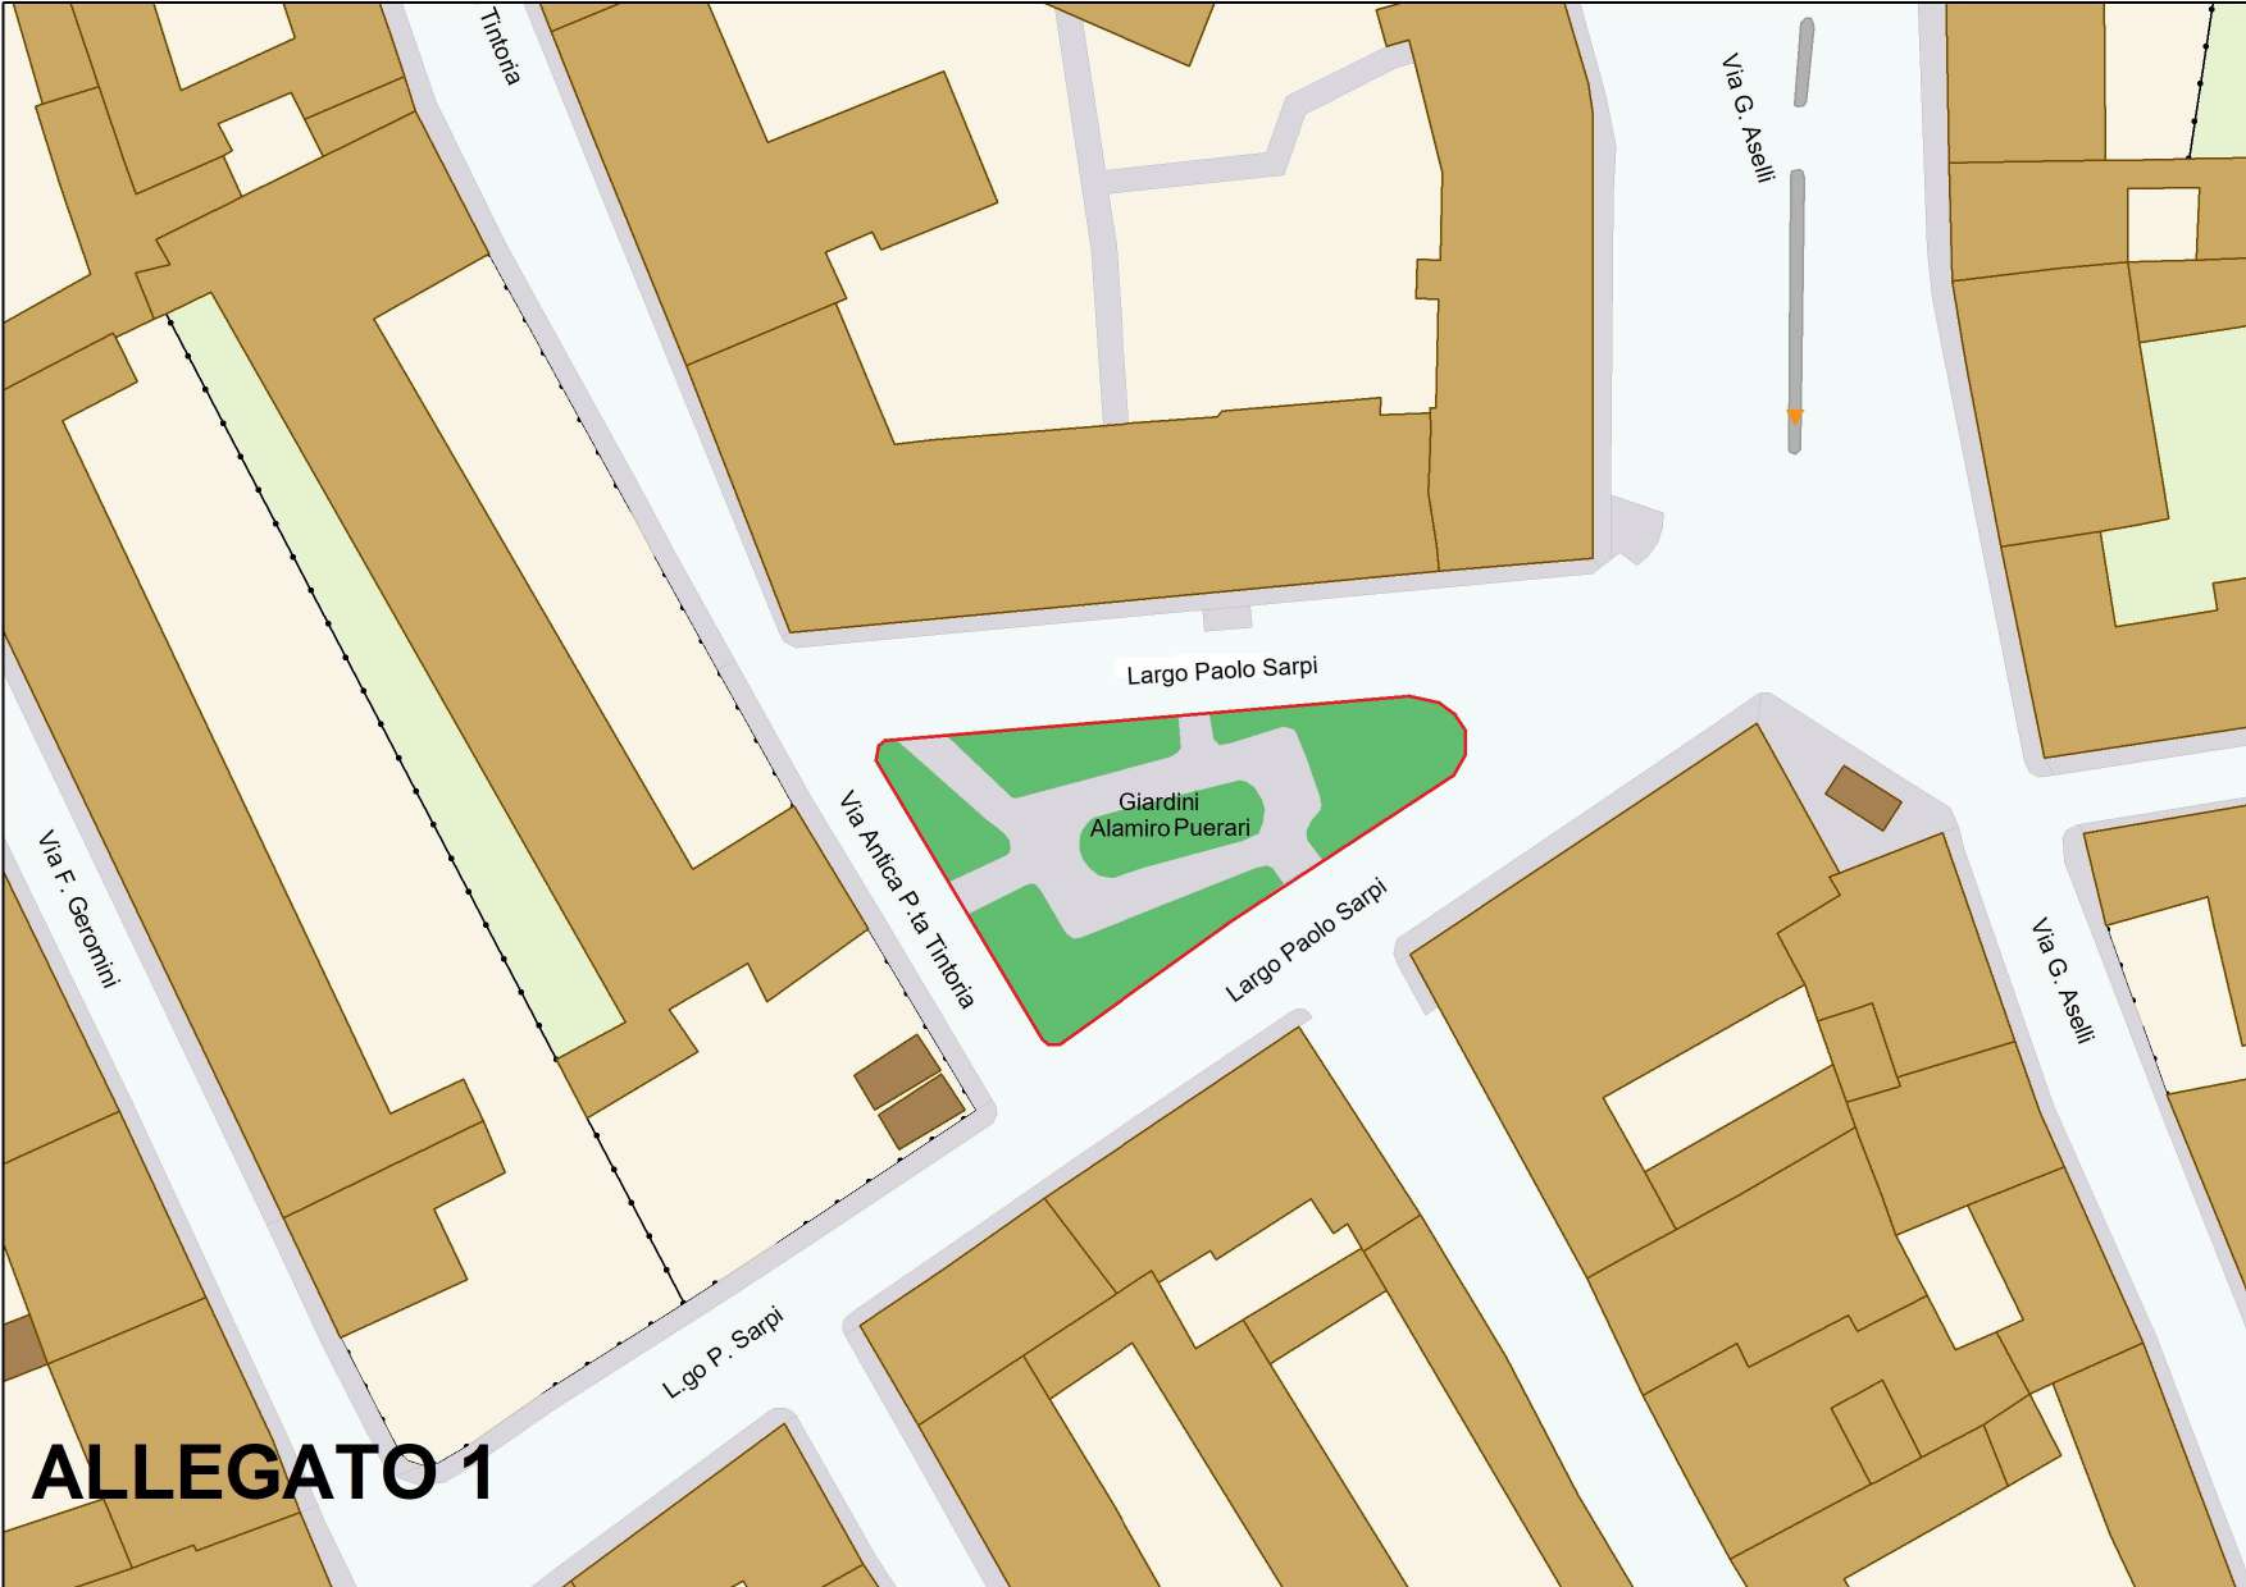 Tintoria
Via G. Aselli
Largo Paolo Sarpi
Giardini
Alamiro Puerari
Via Antica P.ta Tintoria
Via F. Geromini
Largo Paolo Sarpi
Via G. Aselli
L.go P. Sarpi
ALLEGATO 1